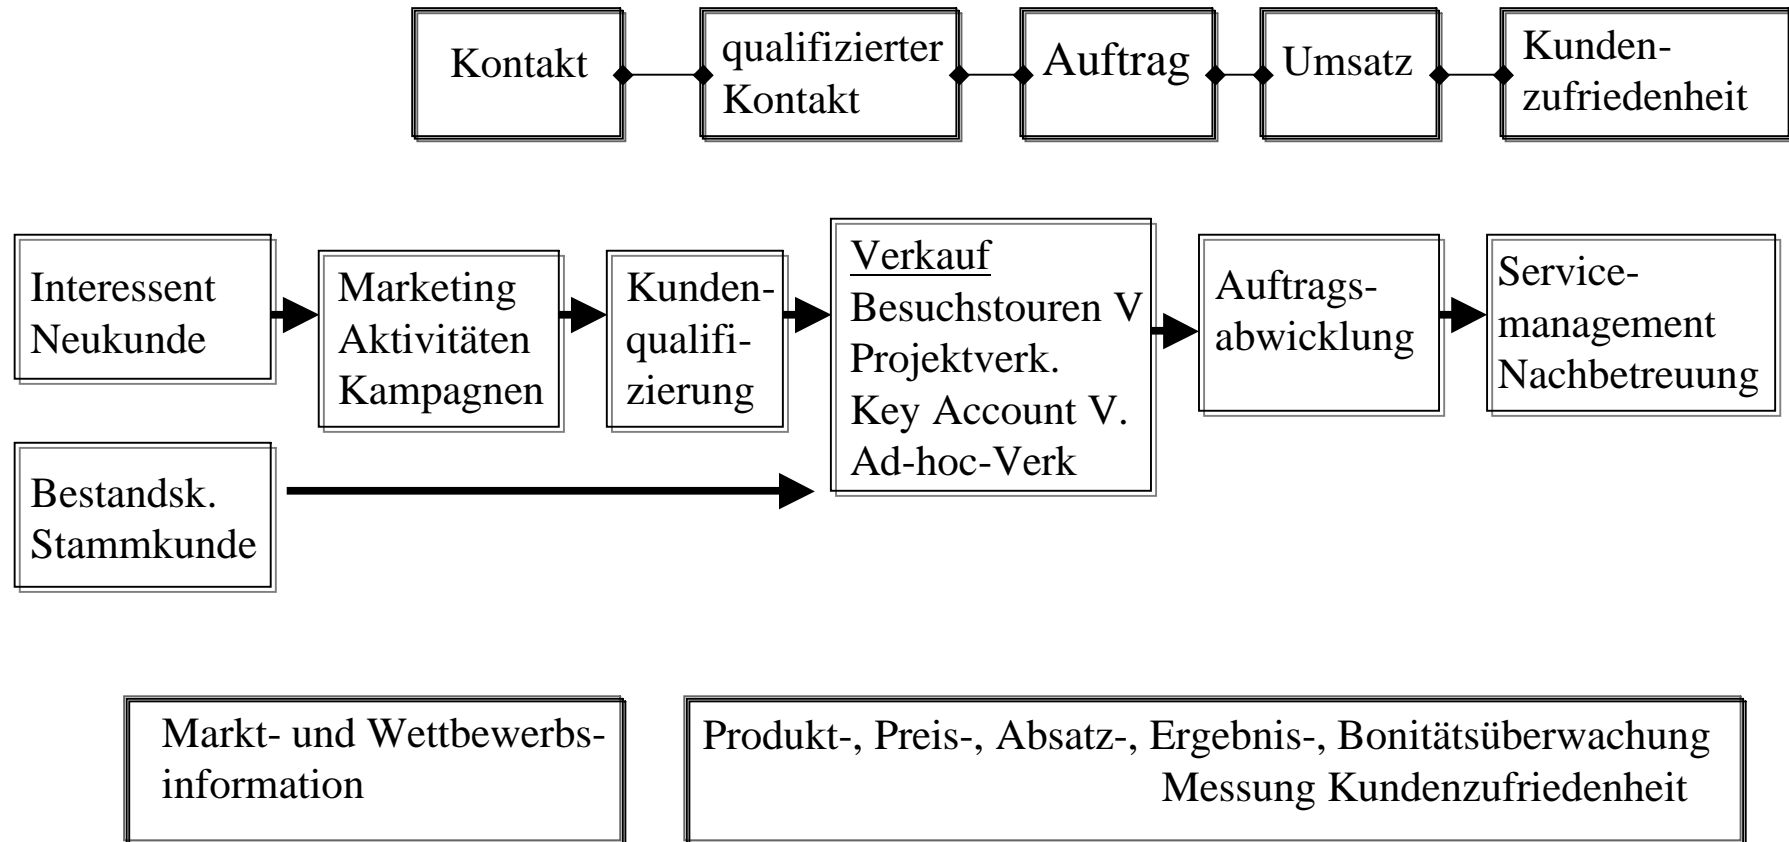 Kontakt
qualifizierter
Kontakt
Auftrag
Umsatz
Kunden-
zufriedenheit
Interessent
Neukunde
Marketing
Aktivitäten
Kampagnen
Kunden-
qualifi-
zierung
Verkauf
Besuchstouren V
Projektverk.
Key Account V.
Ad-hoc-Verk
Auftrags-
abwicklung
Service-
management
Nachbetreuung
Bestandsk.
Stammkunde
Markt- und Wettbewerbs-
information
Produkt-, Preis-, Absatz-, Ergebnis-, Bonitätsüberwachung
Messung Kundenzufriedenheit